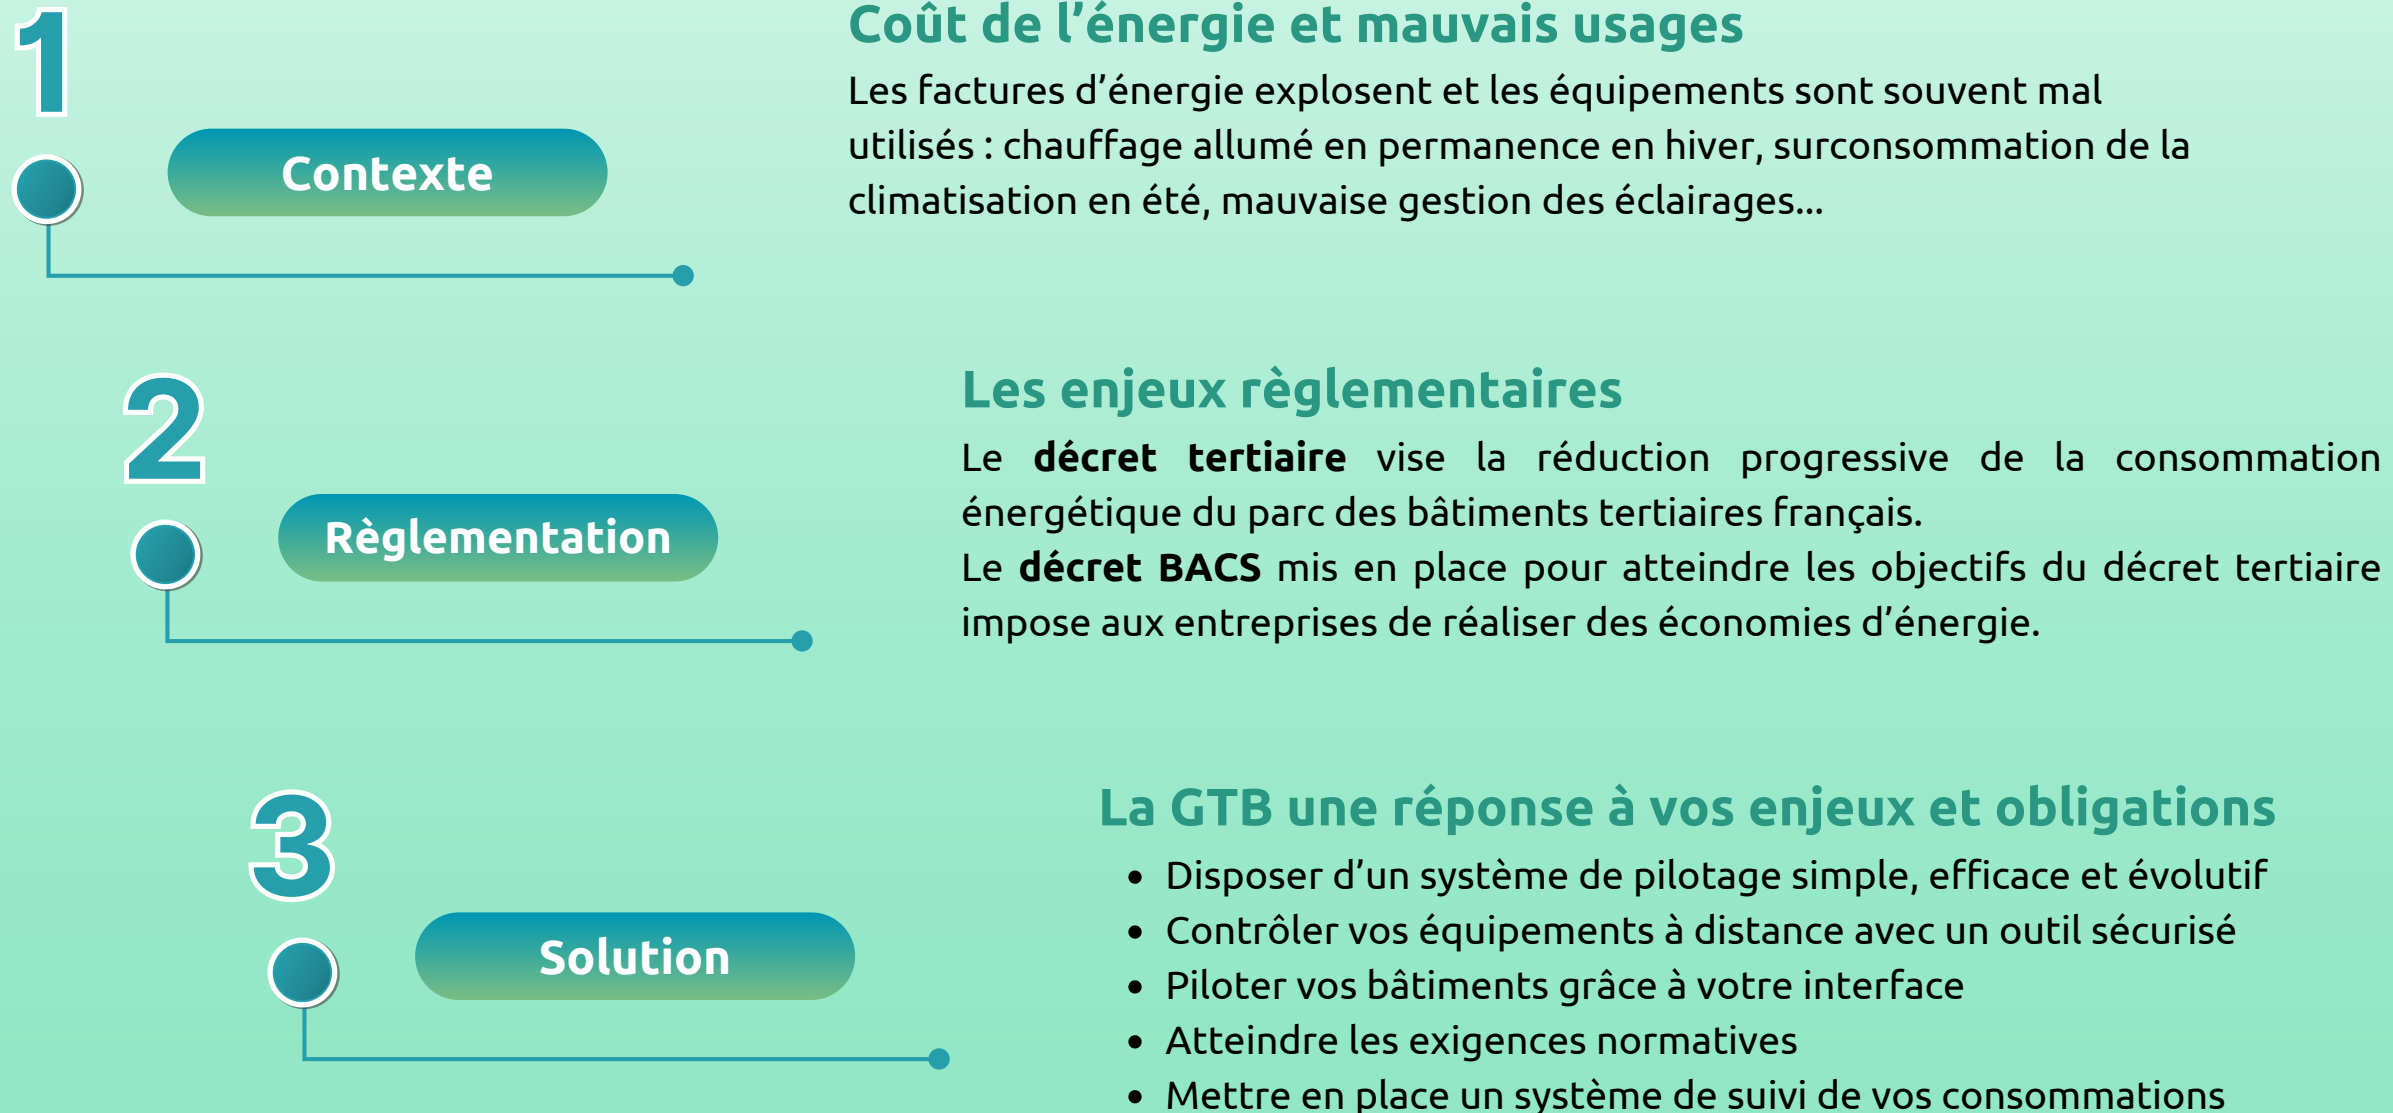 1
Contexte
Coût de l’énergie et mauvais usages
Les factures d’énergie explosent et les équipements sont souvent mal
utilisés : chauffage allumé en permanence en hiver, surconsommation de la
climatisation en été, mauvaise gestion des éclairages...
2
Règlementation
Les enjeux règlementaires
Le décret tertiaire vise la réduction progressive de la consommation
énergétique du parc des bâtiments tertiaires français.
Le décret BACS mis en place pour atteindre les objectifs du décret tertiaire
impose aux entreprises de réaliser des économies d’énergie.
3
Solution
La GTB une réponse à vos enjeux et obligations
• Disposer d’un système de pilotage simple, efficace et évolutif
• Contrôler vos équipements à distance avec un outil sécurisé
• Piloter vos bâtiments grâce à votre interface
• Atteindre les exigences normatives
• Mettre en place un système de suivi de vos consommations